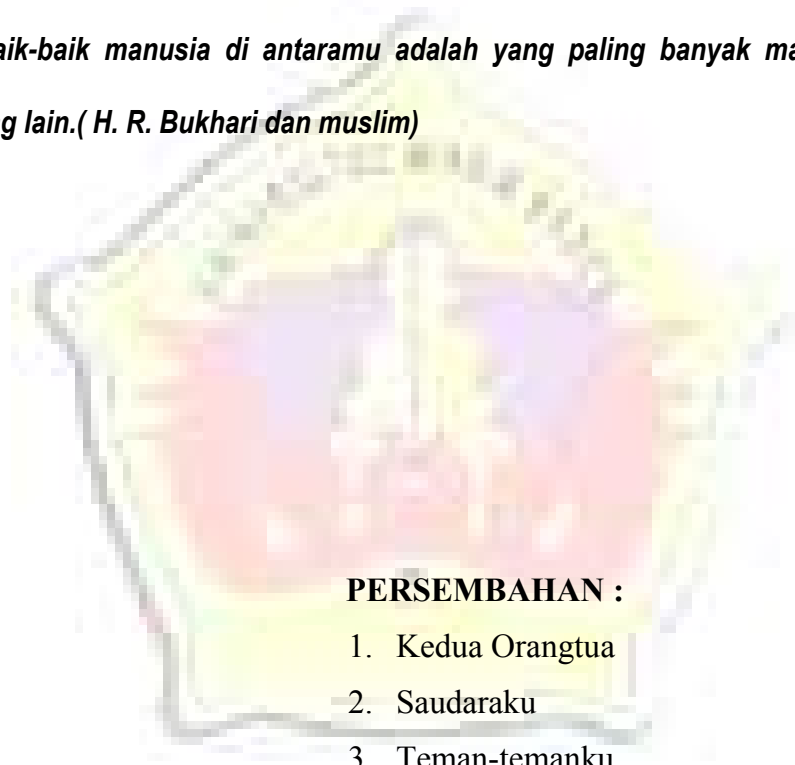 aik-baik manusia di antaramu adalah yang paling banyak ma
g lain.( H. R. Bukhari dan muslim)
PERSEMBAHAN :
1. Kedua Orangtua
2. Saudaraku
3. Teman-temanku